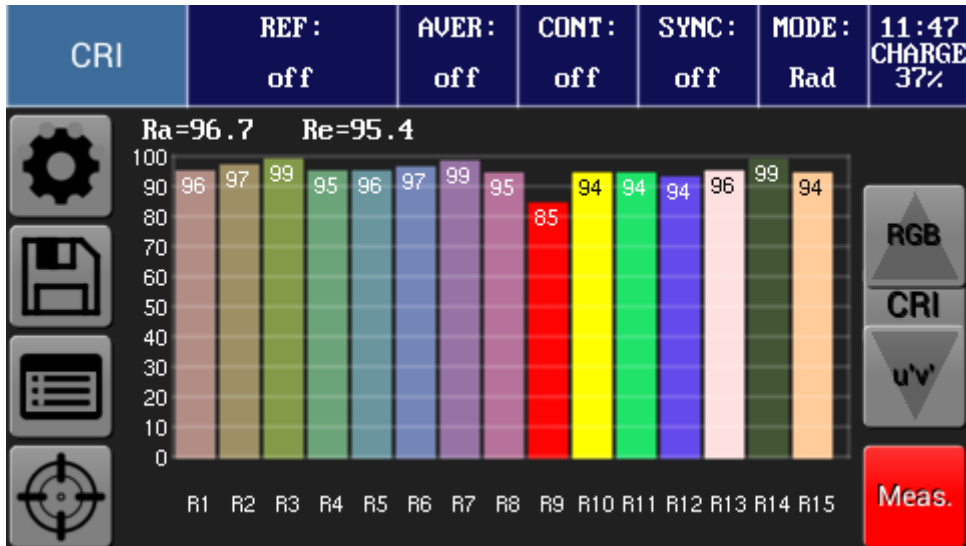 CRI
REF: AVER: CONT: SYNC: MODE: 11:47
off off off off Rad CHARGE
37%
Ra=96.7 Re=95.4
100
90
80
70
60
50
40
30
20
10
0
96 97 99 95 96 97 99 95 85 94 94 94 96 99 94
R1 R2 R3 R4 R5 R6 R7 R8 R9 R10 R11 R12 R13 R14 R15
RGB
CRI
u'v'
Meas.